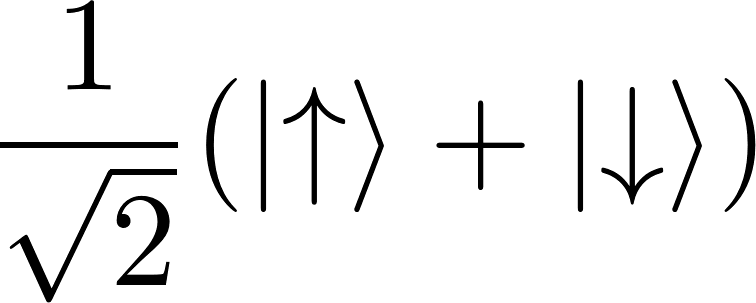 1/√2 (|↑⟩ + |↓⟩)